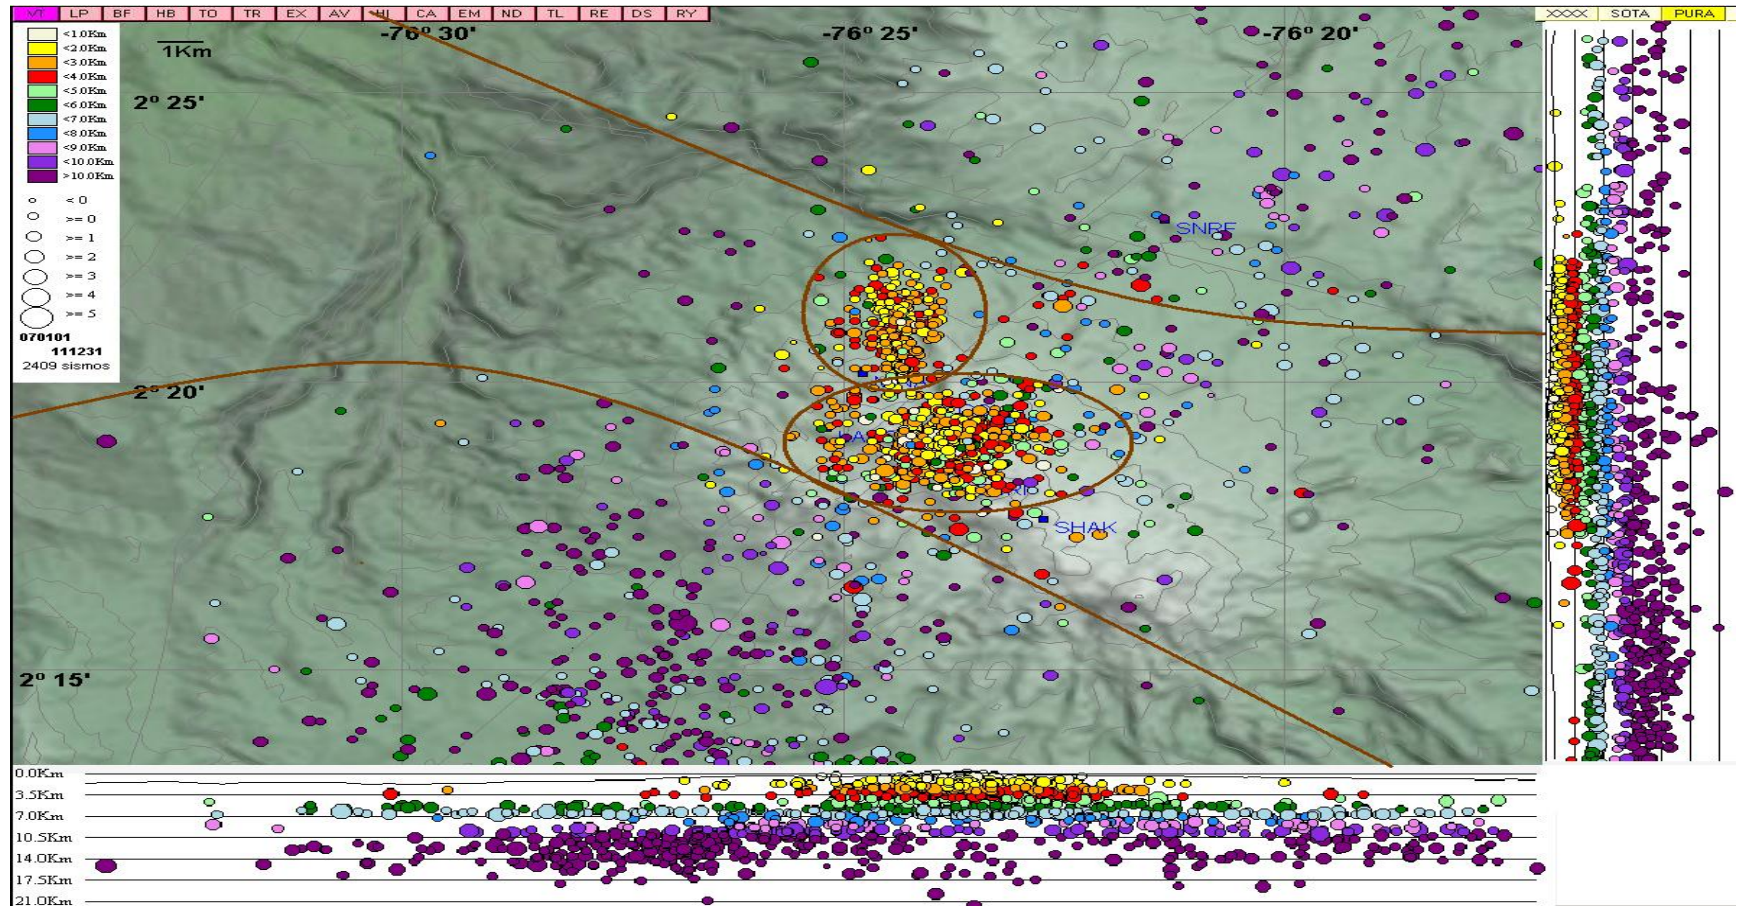 VT LP BF HB TO TR EX AV HI CA EM ND TL RE DS RY
XXXX SOTA PURA
<1.0Km
<2.0Km
<3.0Km
<4.0Km
<5.0Km
<6.0Km
<7.0Km
<8.0Km
<9.0Km
<10.0Km
>10.0Km
< 0
>= 0
>= 1
>= 2
>= 3
>= 4
>= 5
070101
111231
2409 sismos
1Km
-76º 30' -76º 25' -76º 20'
2º 25'
2º 20'
2º 15'
SHAK
0.0Km
3.5Km
7.0Km
10.5Km
14.0Km
17.5Km
21.0Km